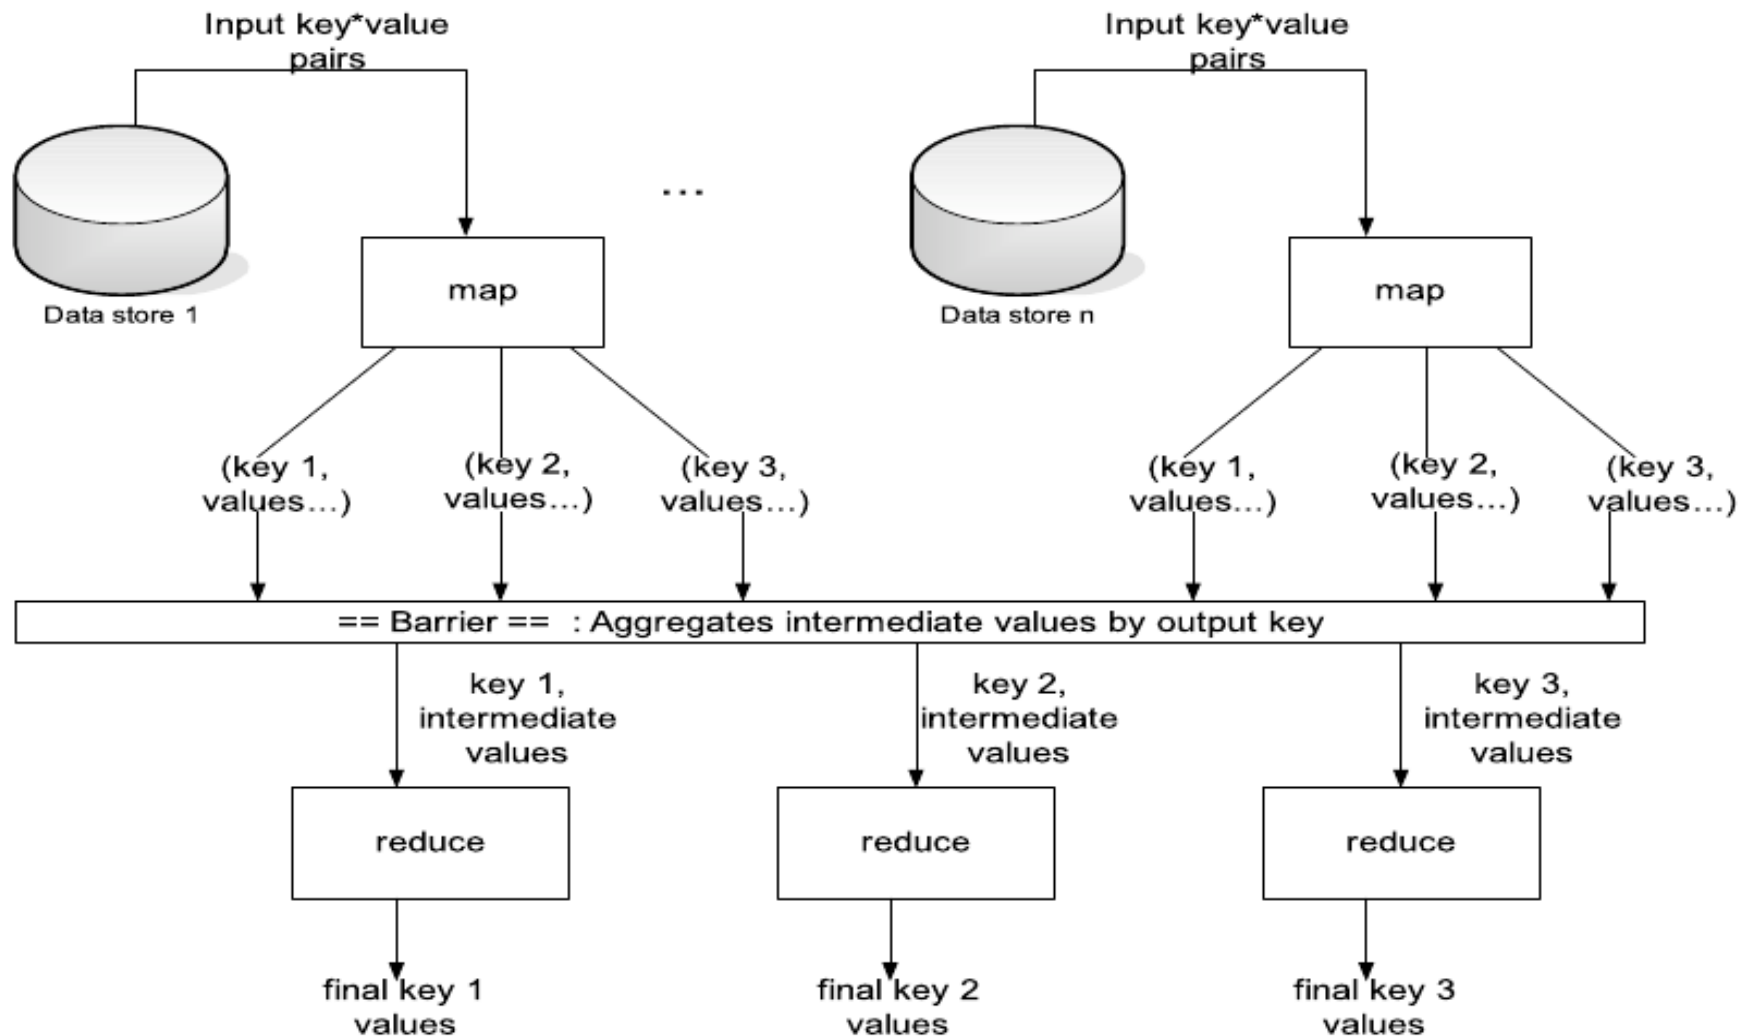 Input key*value
pairs
Input key*value
pairs
...
Data store 1
map
Data store n
map
(key 1,
values...)
(key 2,
values...)
(key 3,
values...)
(key 1,
values...)
(key 2,
values...)
(key 3,
values...)
== Barrier == : Aggregates intermediate values by output key
key 1,
intermediate
values
key 2,
intermediate
values
key 3,
intermediate
values
reduce
reduce
reduce
final key 1
values
final key 2
values
final key 3
values